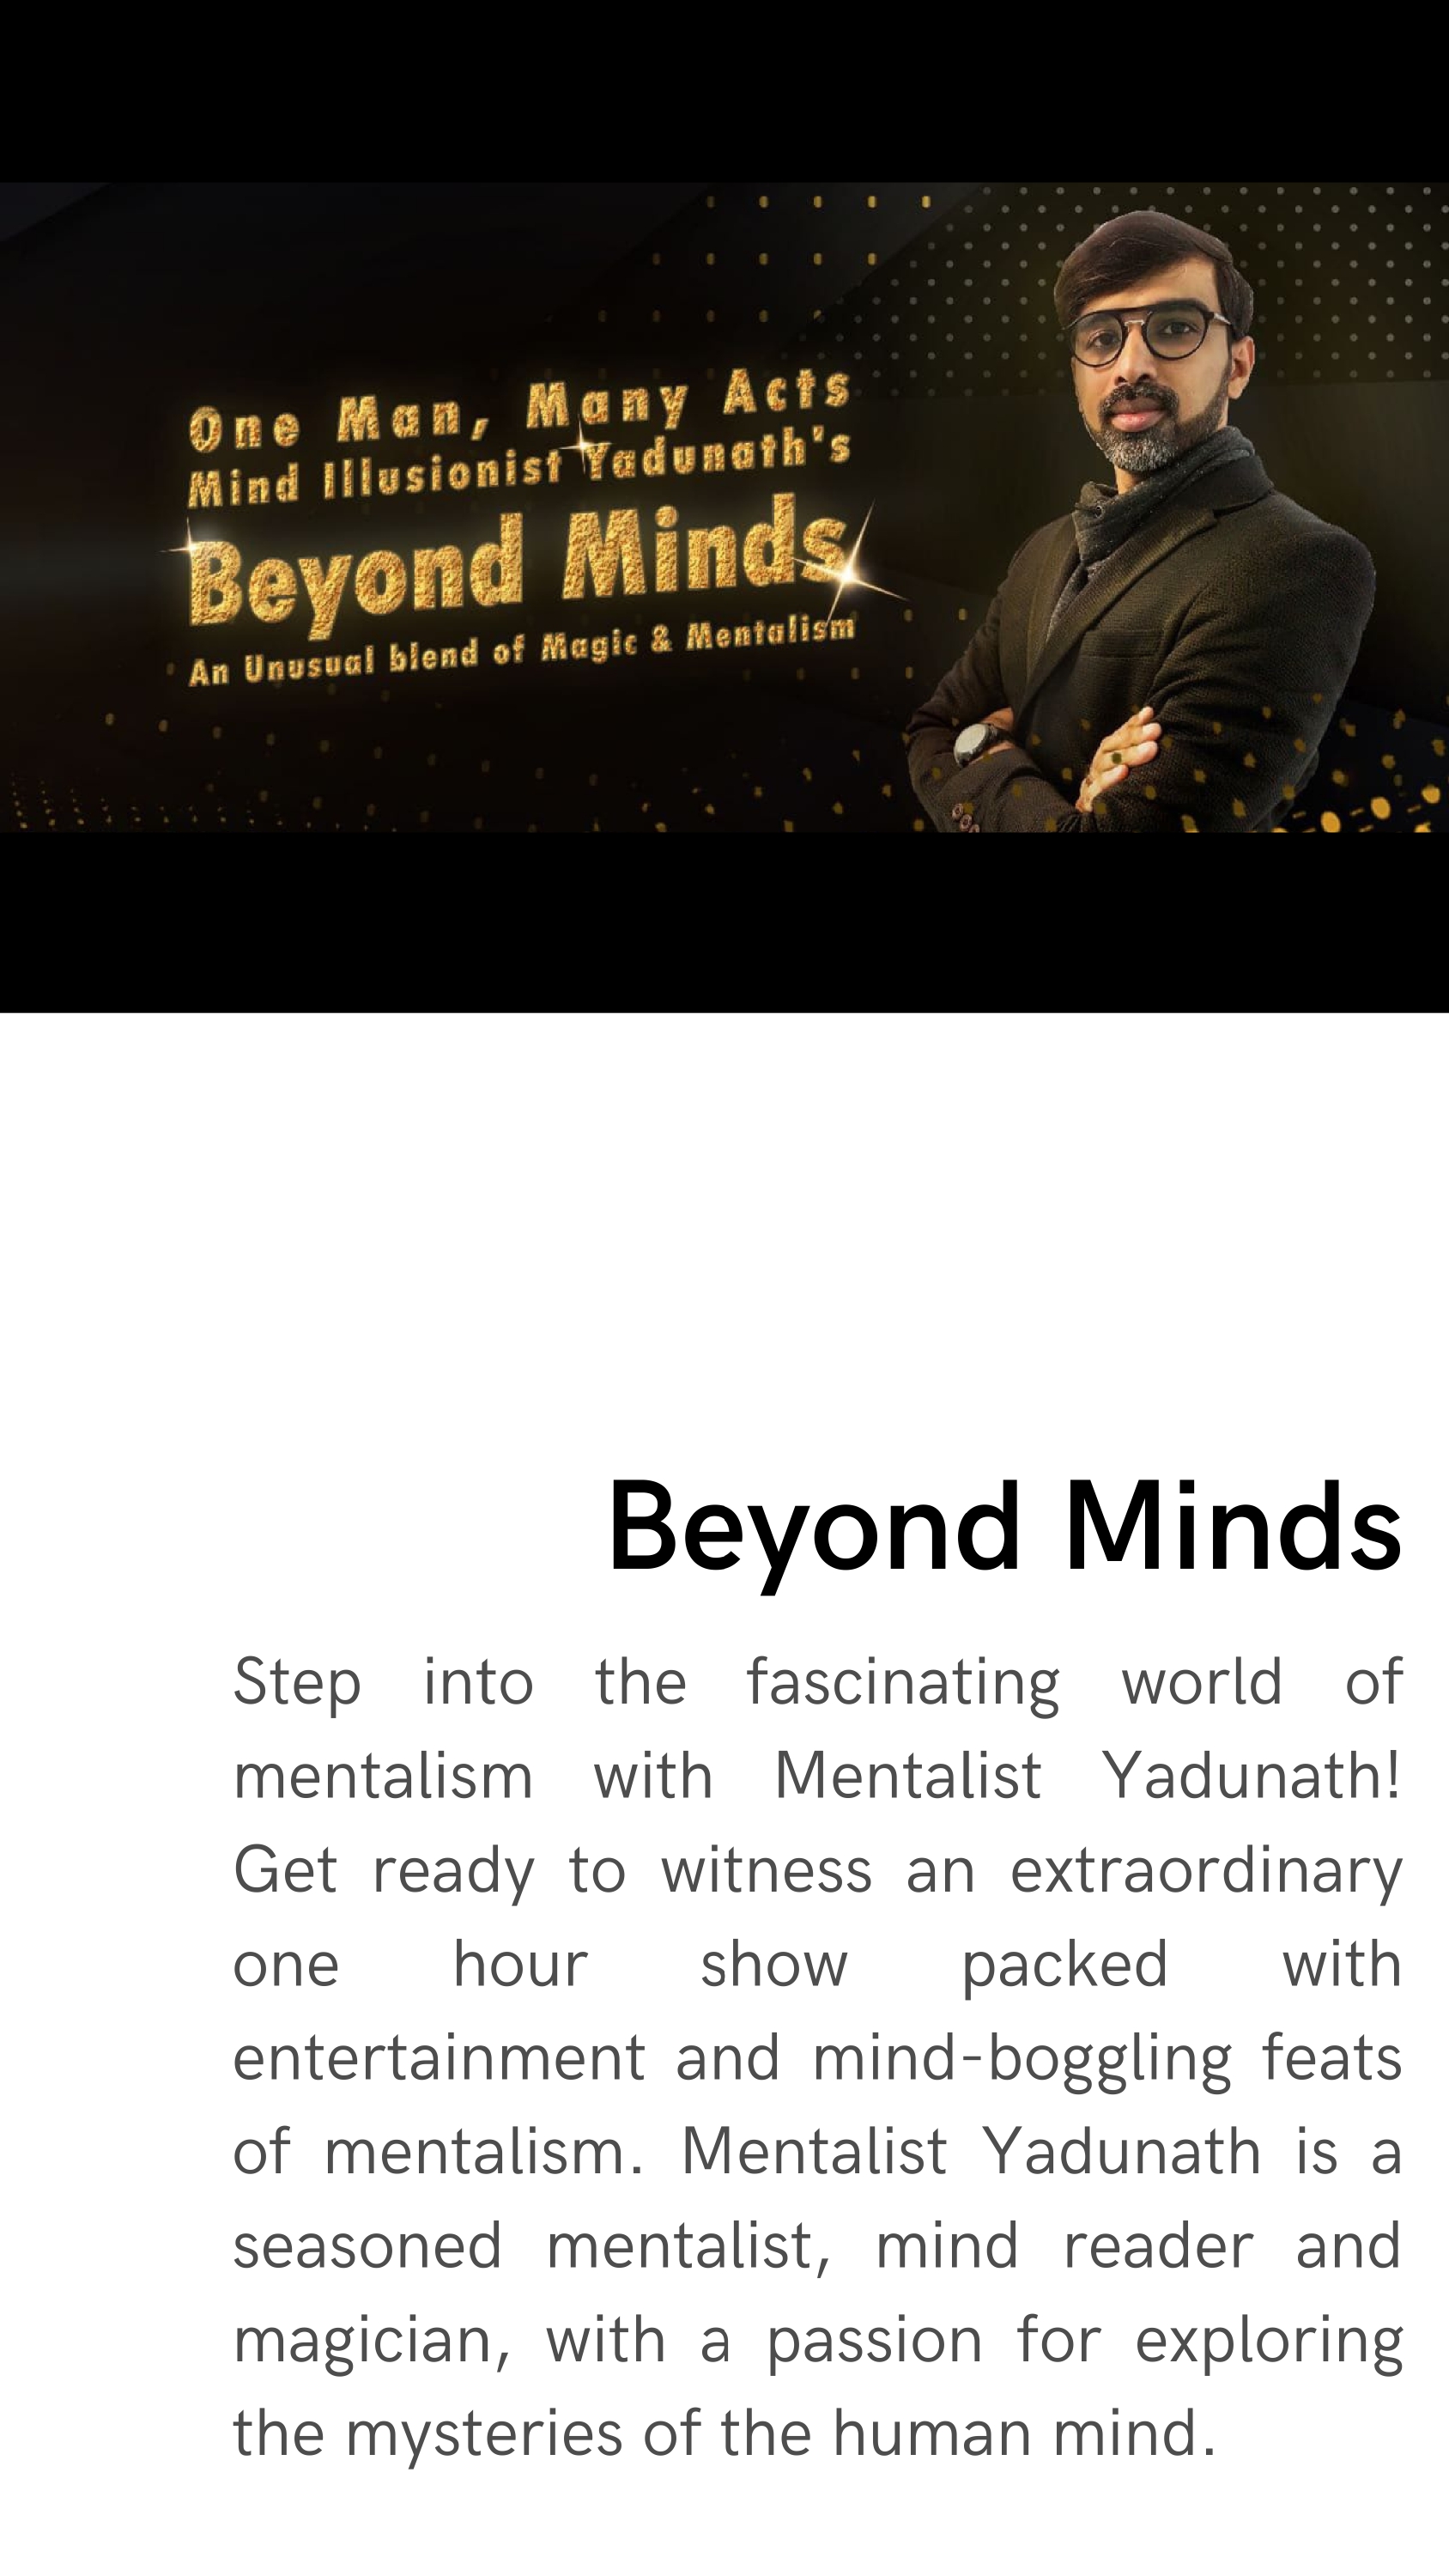 One Man, Many Acts
Mind Illusionist Yadunath's
Beyond Minds
An Unusual blend of Magic & Mentalism
Beyond Minds
Step into the fascinating world of
mentalism with Mentalist Yadunath!
Get ready to witness an extraordinary
one hour show packed with
entertainment and mind-boggling feats
of mentalism. Mentalist Yadunath is a
seasoned mentalist, mind reader and
magician, with a passion for exploring
the mysteries of the human mind.